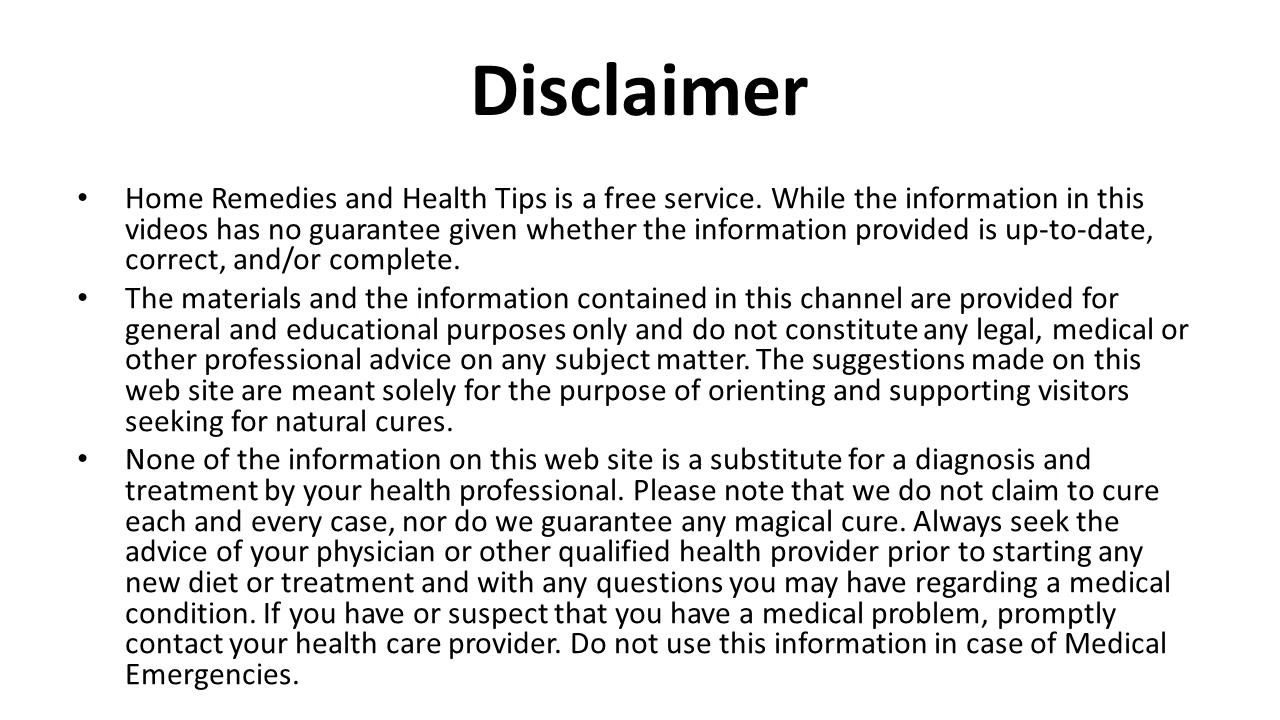 Disclaimer
• Home Remedies and Health Tips is a free service. While the information in this
videos has no guarantee given whether the information provided is up-to-date,
correct, and/or complete.
• The materials and the information contained in this channel are provided for
general and educational purposes only and do not constitute any legal, medical or
other professional advice on any subject matter. The suggestions made on this
web site are meant solely for the purpose of orienting and supporting visitors
seeking for natural cures.
• None of the information on this web site is a substitute for a diagnosis and
treatment by your health professional. Please note that we do not claim to cure
each and every case, nor do we guarantee any magical cure. Always seek the
advice of your physician or other qualified health provider prior to starting any
new diet or treatment and with any questions you may have regarding a medical
condition. If you have or suspect that you have a medical problem, promptly
contact your health care provider. Do not use this information in case of Medical
Emergencies.